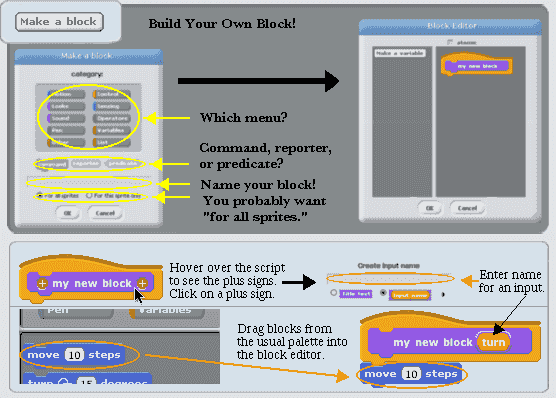 Make a block
Build Your Own Block!
Block Editor
Make a block
category:
Motion Control
Looks Sensing
Sound Operators
Pen Variables
Other List
Which menu?
Command, reporter,
or predicate?
command reporter predicate
Name your block!
You probably want
"for all sprites."
for all sprites for this sprite only
OK Cancel
Make a variable
atomic
my new block
OK Cancel
+ my new block +
Hover over the script
to see the plus signs.
Click on a plus sign.
Create input name
title text input name
Enter name
for an input.
Pen Variables
move 10 steps
turn 15 degrees
Drag blocks from
the usual palette into
the block editor.
my new block turn
move 10 steps